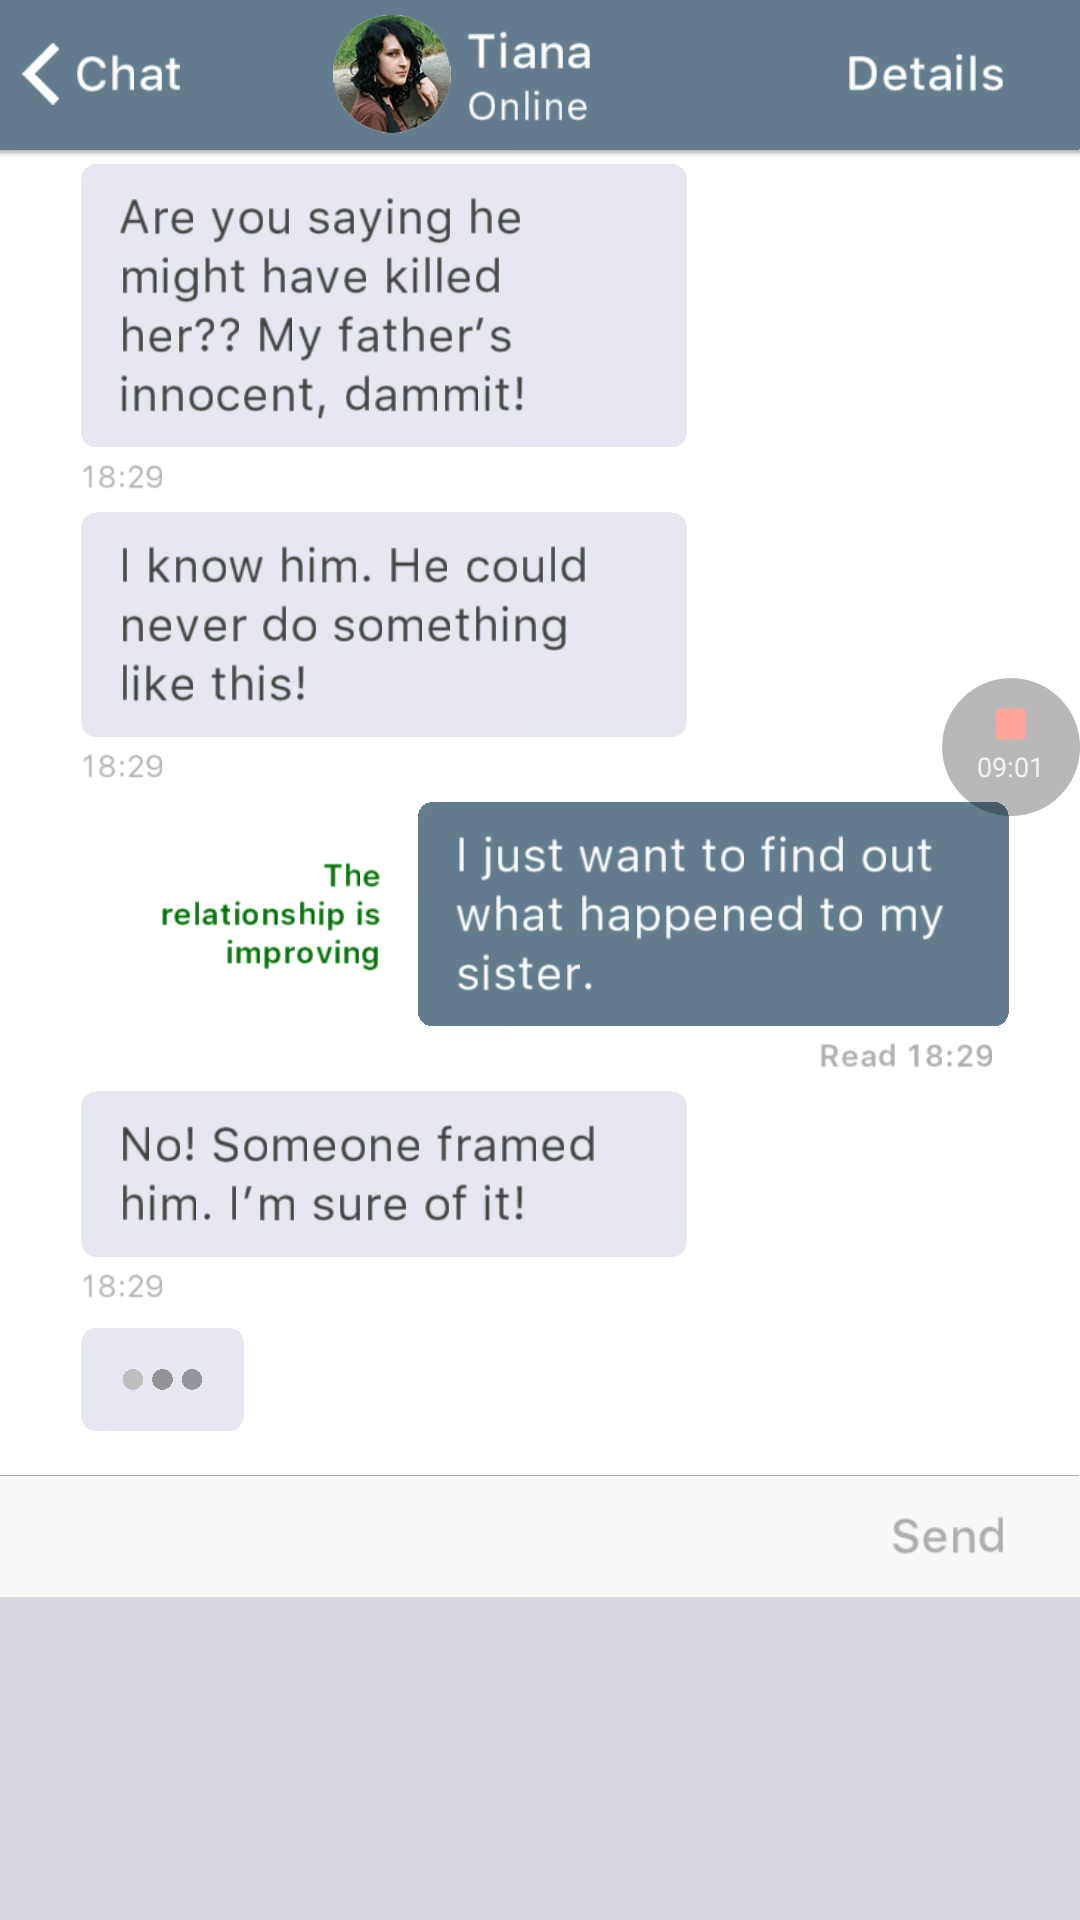 Chat
Tiana
Online
Details
Are you saying he
might have killed
her?? My father’s
innocent, dammit!
18:29
I know him. He could
never do something
like this!
18:29
09:01
The
relationship is
improving
I just want to find out
what happened to my
sister.
Read 18:29
No! Someone framed
him. I’m sure of it!
18:29
Send